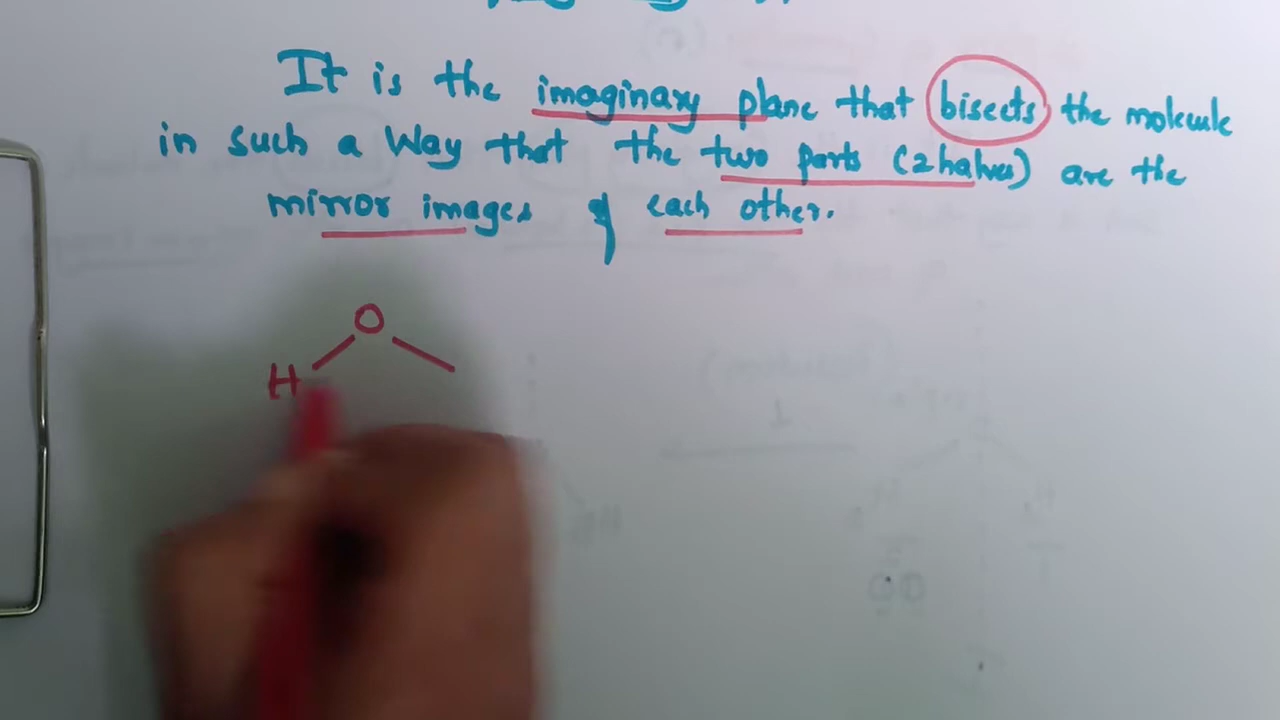 It is the imaginary plane that bisects the molecule
in such a way that the two parts (2 halves) are the
mirror images of each other.
O
H